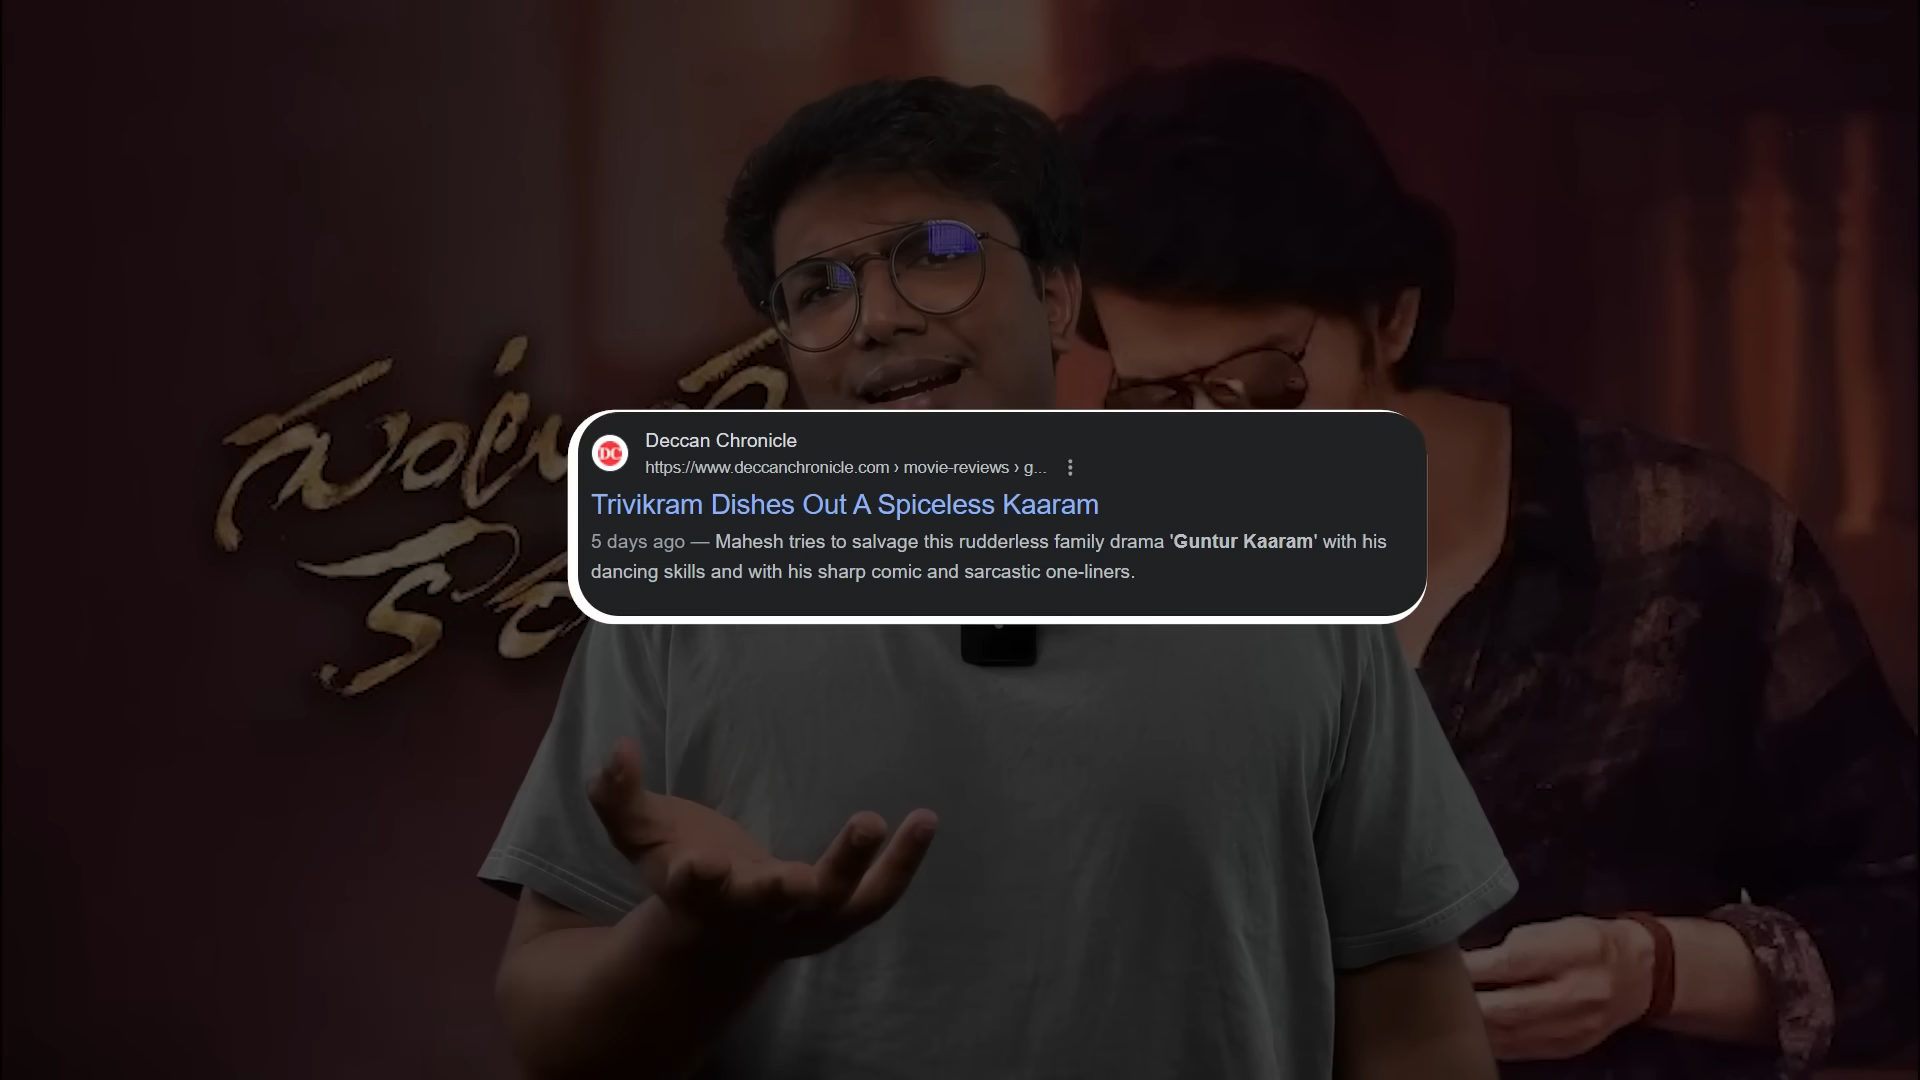 గుంటూ
కా
DC
Deccan Chronicle
https://www.deccanchronicle.com › movie-reviews › g...
Trivikram Dishes Out A Spiceless Kaaram
5 days ago — Mahesh tries to salvage this rudderless family drama 'Guntur Kaaram' with his
dancing skills and with his sharp comic and sarcastic one-liners.